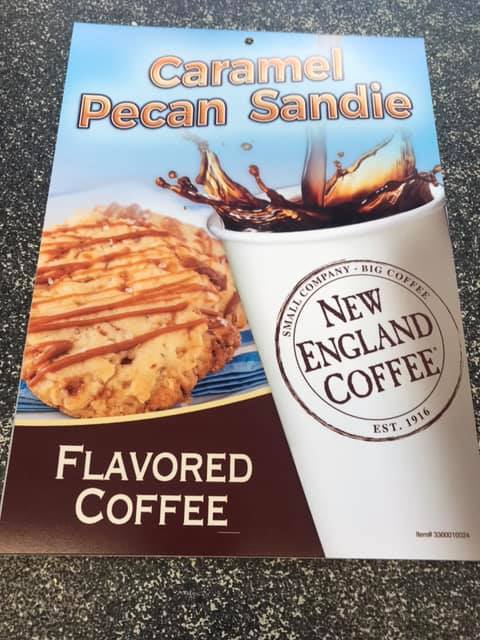 Caramel
Pecan Sandie
SMALL COMPANY - BIG COFFEE
NEW
ENGLAND
COFFEE
EST. 1916
FLAVORED
COFFEE
Item# 3300010024